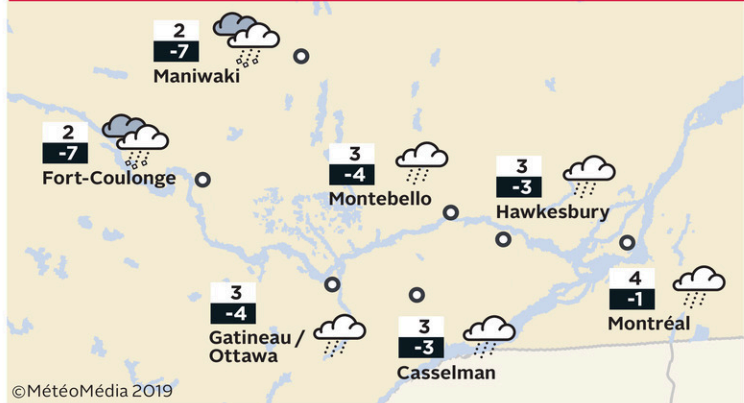 2
-7
Maniwaki
2
-7
Fort-Coulonge
3
-4
Montebello
3
-3
Hawkesbury
3
-4
Gatineau /
Ottawa
3
-3
Casselman
4
-1
Montréal
©MétéoMédia 2019